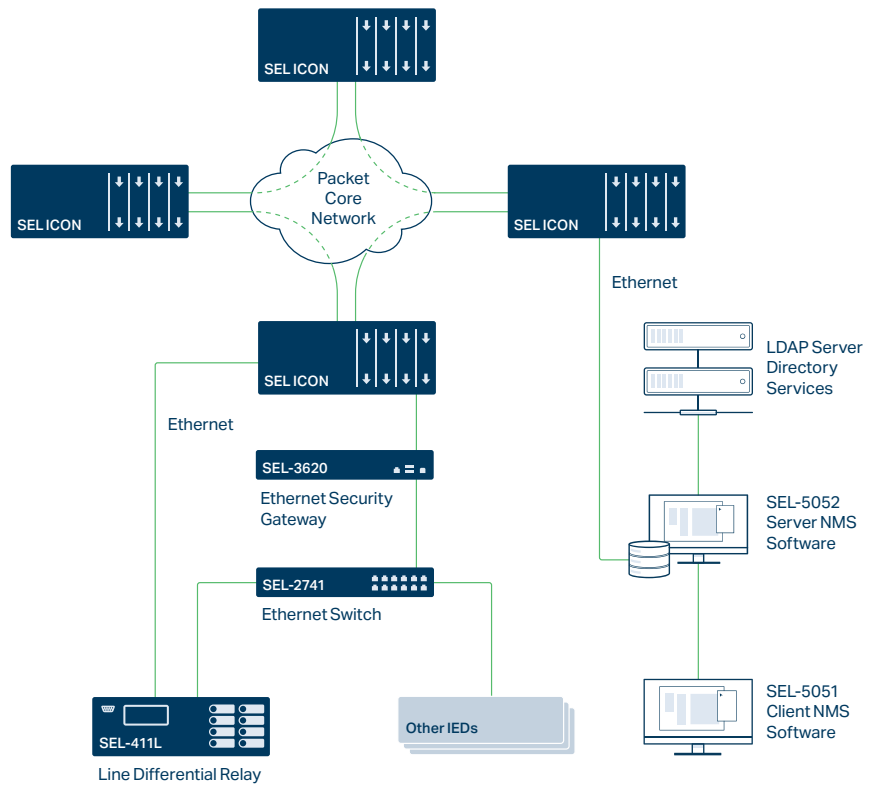 SEL ICON
SEL ICON
Packet
Core
Network
SEL ICON
Ethernet
SEL ICON
LDAP Server
Directory
Services
Ethernet
SEL-3620
Ethernet Security
Gateway
SEL-5052
Server NMS
Software
SEL-2741
Ethernet Switch
SEL-411L
Line Differential Relay
Other IEDs
SEL-5051
Client NMS
Software